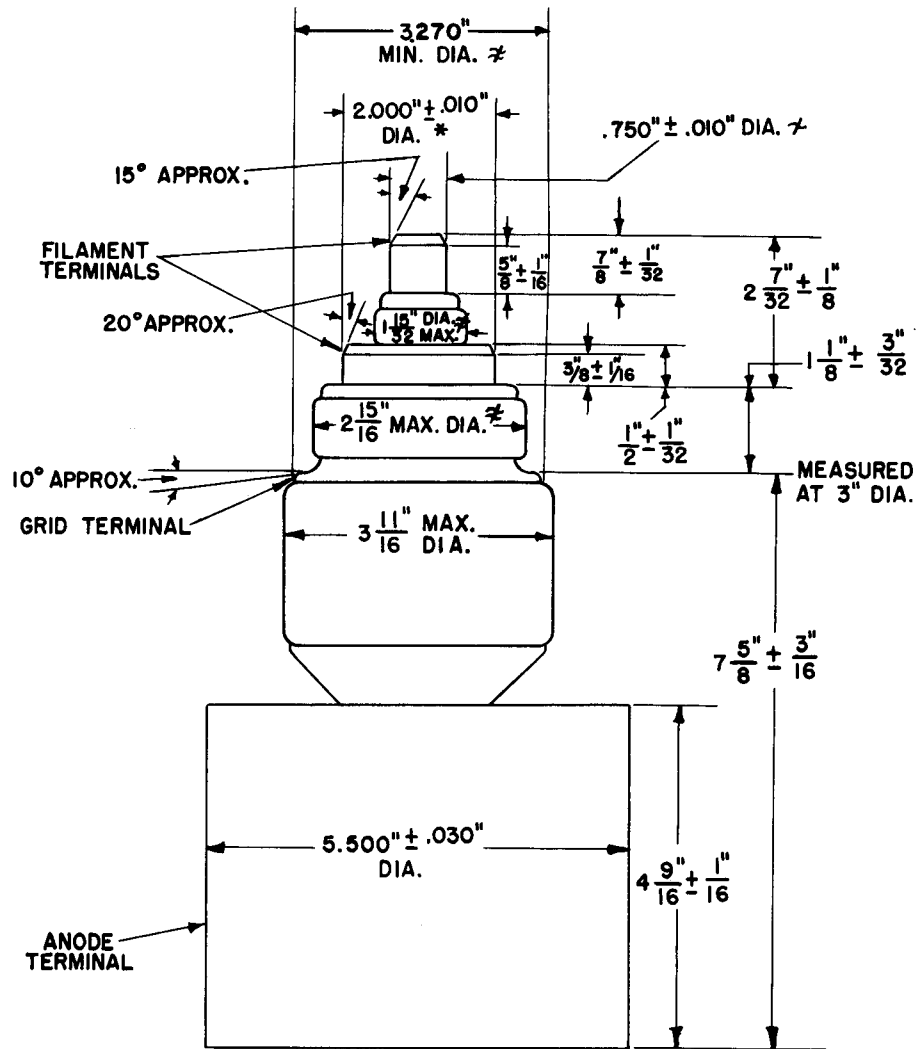 3.270"
MIN. DIA. ⚹
2.000" ± .010"
DIA. *
.750" ± .010" DIA. ⚹
15° APPROX.
FILAMENT
TERMINALS
5/8" ± 1/16"
7/8" ± 1/32"
2 7/32" ± 1/8"
20° APPROX.
1 15/32" DIA. ⚹
MAX.
3/8" ± 1/16"
1 1/8" ± 3/32"
2 15/16" MAX. DIA. ⚹
1/2" ± 1/32"
10° APPROX.
MEASURED
AT 3" DIA.
GRID TERMINAL
3 11/16" MAX.
DIA.
7 5/8" ± 3/16"
5.500" ± .030"
DIA.
4 9/16" ± 1/16"
ANODE
TERMINAL